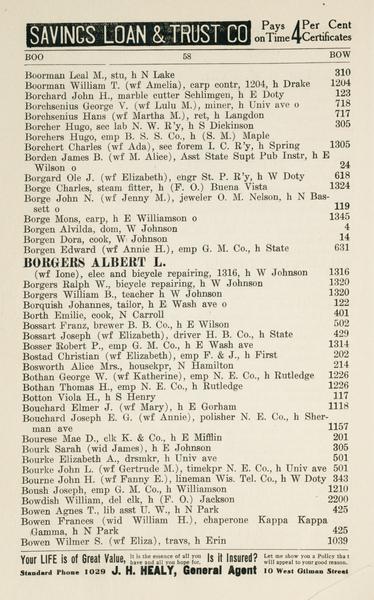 SAVINGS LOAN & TRUST CO Pays on Time 4 Per Cent Certificates
BOO 58 BOW
Boorman Leal M., stu, h N Lake 310
Boorman William T. (wf Amelia), carp contr, 1204, h Drake 1204
Borchard John H., marble cutter Schlimgen, h E Doty 123
Borchsenius George V. (wf Lulu M.), miner, h Univ ave o 718
Borchsenius Hans (wf Martha M.), ret, h Langdon 717
Borcher Hugo, sec lab N. W. R'y, h S Dickinson 305
Borchers Hugo, emp B. S. S. Co., h (S. M.) Maple
Borchert Charles (wf Ada), sec forem I. C. R'y, h Spring 1305
Borden James B. (wf M. Alice), Asst State Supt Pub Instr, h E
Wilson o 24
Borgard Ole J. (wf Elizabeth), engr St. P. R'y, h W Doty 618
Borge Charles, steam fitter, h (F. O.) Buena Vista 1324
Borge John N. (wf Jenny M.), jeweler O. M. Nelson, h N Bas-
sett o 119
Borge Mons, carp, h E Williamson o 1345
Borgen Alvilda, dom, W Johnson 4
Borgen Dora, cook, W Johnson 14
Borgen Edward (wf Annie H.), emp G. M. Co., h State 631
BORGERS ALBERT L.
(wf Ione), elec and bicycle repairing, 1316, h W Johnson 1316
Borgers Ralph W., bicycle repairing, h W Johnson 1320
Borgers William B., teacher h W Johnson 1320
Borquish Johannes, tailor, h E Wash ave o 122
Borth Emilie, cook, N Carroll 401
Bossart Franz, brewer B. B. Co., h E Wilson 502
Bossart Joseph (wf Elizabeth), driver H. B. Co., h State 429
Bosser Robert P., emp G. M. Co., h E Wash ave 1314
Bostad Christian (wf Elizabeth), emp F. & J., h First 202
Bosworth Alice Mrs., housekpr, N Hamilton 214
Bothan George W. (wf Katherine), emp N. E. Co., h Rutledge 1226
Bothan Thomas H., emp N. E. Co., h Rutledge 1226
Botton Viola H., h S Henry 117
Bouchard Elmer J. (wf Mary), h E Gorham 1118
Bouchard Joseph E. G. (wf Annie), polisher N. E. Co., h Sher-
man ave 1157
Bourese Mae D., clk K. & Co., h E Mifflin 201
Bourk Sarah (wid James), h E Johnson 305
Bourke Elizabeth A., drsmkr, h Univ ave 501
Bourke John L. (wf Gertrude M.), timekpr N. E. Co., h Univ ave 501
Bourne John H. (wf Fanny E.), lineman Wis. Tel. Co., h W Doty 343
Boush Joseph, emp G. M. Co., h Williamson 1210
Bowdish William, del clk, h (F. O.) Jackson 2200
Bowen Agnes T., lib asst U. W., h N Park 425
Bowen Frances (wid William H.), chaperone Kappa Kappa
Gamma, h N Park 425
Bowen Wilmer S. (wf Eliza), travs, h Erin 1039
Your LIFE is of Great Value, It is the essence of all you have and all you hope for. Is it Insured? Let me show you a Policy that will appeal to your good reason.
Standard Phone 1029 J. H. HEALY, General Agent 10 West Gilman Street